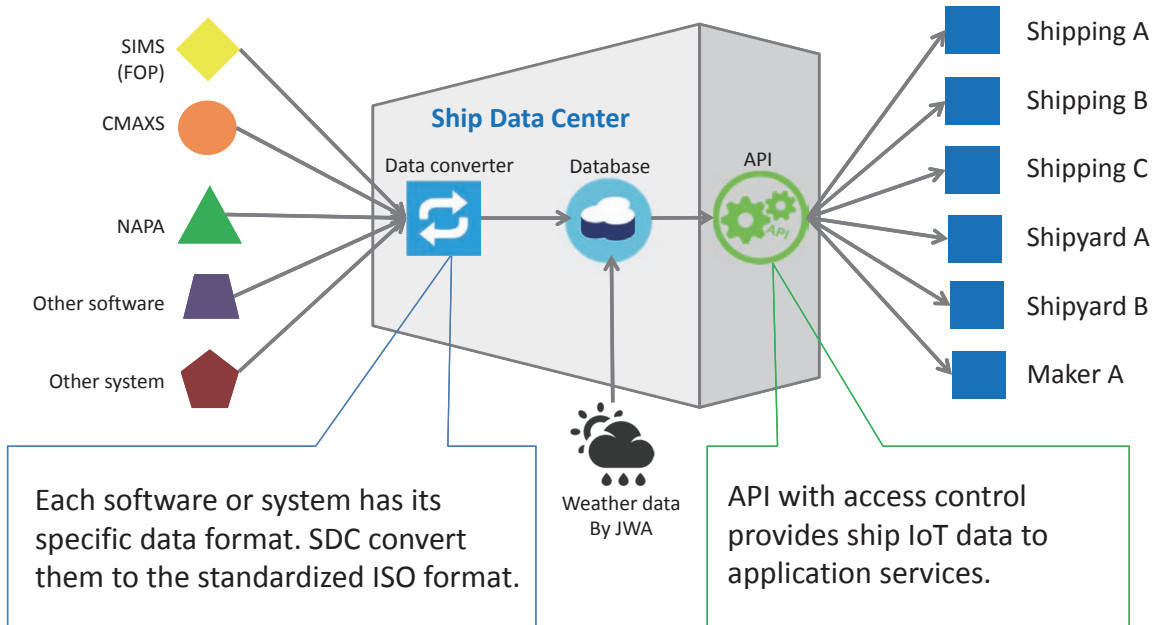 SIMS
(FOP)
CMAXS
NAPA
Other software
Other system
Ship Data Center
Data converter
Database
API
API
Weather data
By JWA
Shipping A
Shipping B
Shipping C
Shipyard A
Shipyard B
Maker A
Each software or system has its
specific data format. SDC convert
them to the standardized ISO format.
API with access control
provides ship IoT data to
application services.